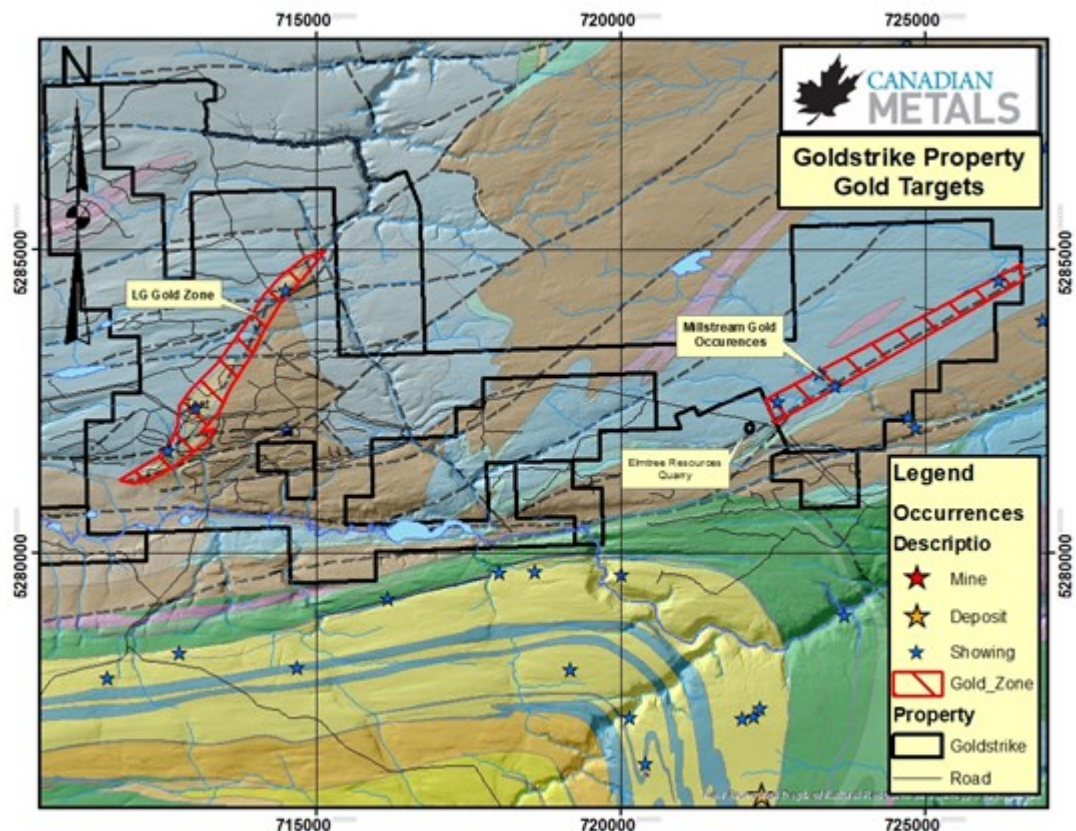 715000
720000
725000
N
CANADIAN
METALS
Goldstrike Property
Gold Targets
5285000
5285000
LG Gold Zone
Millstream Gold
Occurences
Elmtree Resources
Quarry
Legend
Occurrences
Descriptio
Mine
Deposit
Showing
Gold_Zone
Property
Goldstrike
Road
5280000
5280000
715000
720000
725000